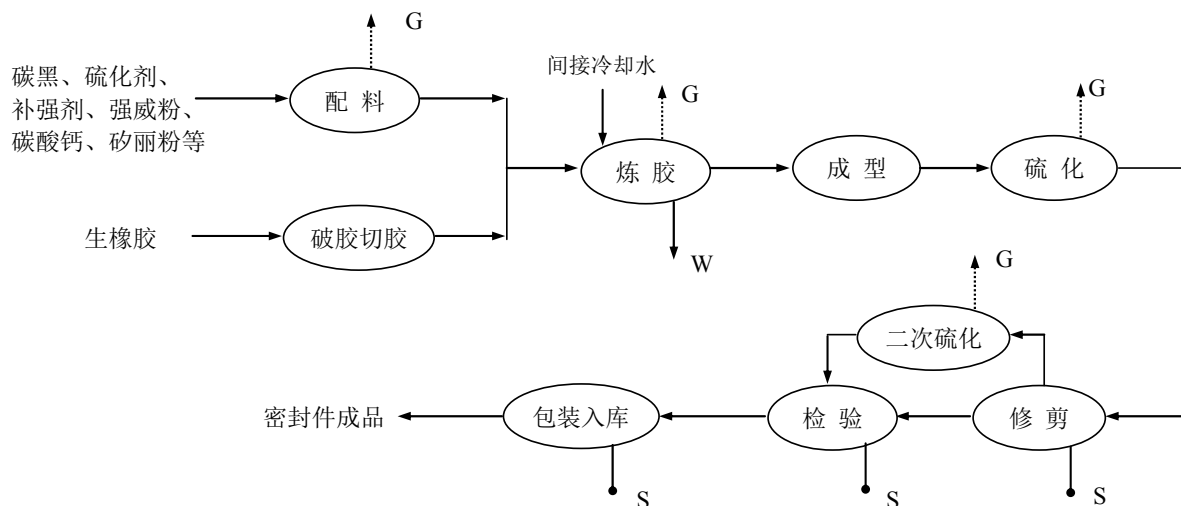 G
碳黑、硫化剂、
补强剂、强威粉、
碳酸钙、矽丽粉等
配 料
间接冷却水
G
G
炼 胶
成 型
硫 化
生橡胶
破胶切胶
W
G
二次硫化
密封件成品
包装入库
检 验
修 剪
S
S
S